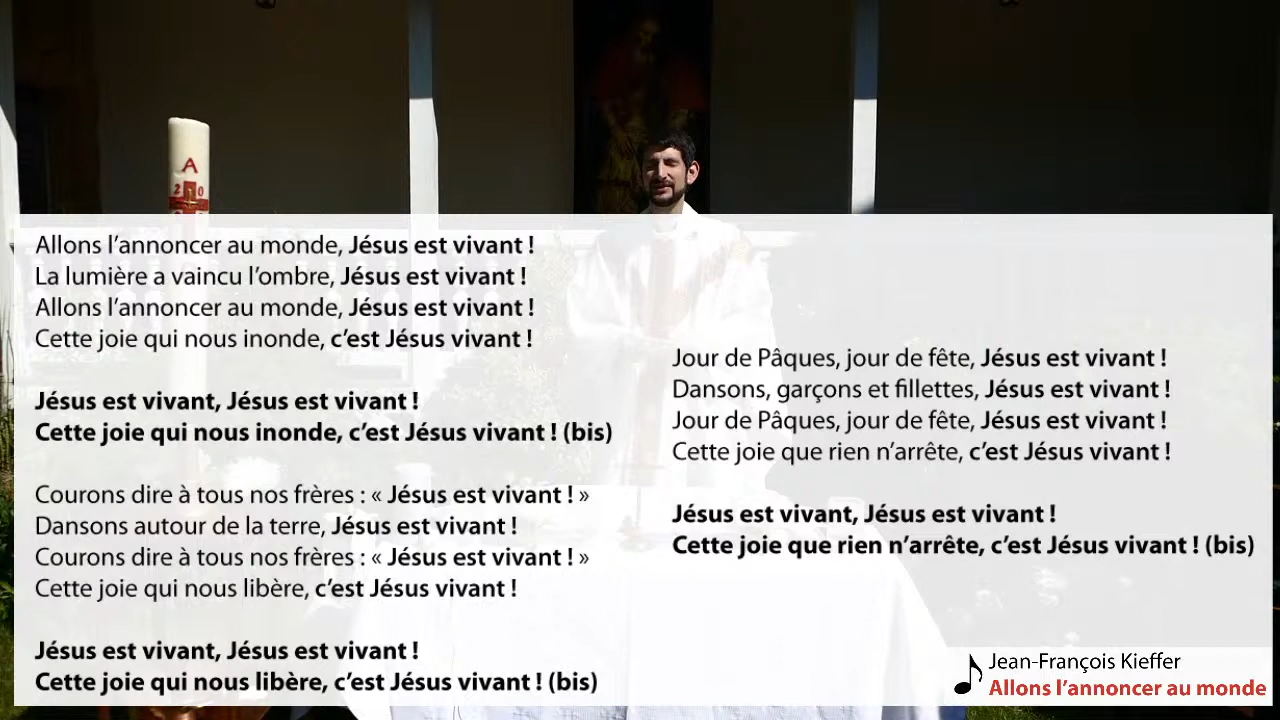 A
2 0
Allons l’annoncer au monde, Jésus est vivant !
La lumière a vaincu l’ombre, Jésus est vivant !
Allons l’annoncer au monde, Jésus est vivant !
Cette joie qui nous inonde, c’est Jésus vivant !
Jésus est vivant, Jésus est vivant !
Cette joie qui nous inonde, c’est Jésus vivant ! (bis)
Courons dire à tous nos frères : « Jésus est vivant ! »
Dansons autour de la terre, Jésus est vivant !
Courons dire à tous nos frères : « Jésus est vivant ! »
Cette joie qui nous libère, c’est Jésus vivant !
Jésus est vivant, Jésus est vivant !
Cette joie qui nous libère, c’est Jésus vivant ! (bis)
Jour de Pâques, jour de fête, Jésus est vivant !
Dansons, garçons et fillettes, Jésus est vivant !
Jour de Pâques, jour de fête, Jésus est vivant !
Cette joie que rien n’arrête, c’est Jésus vivant !
Jésus est vivant, Jésus est vivant !
Cette joie que rien n’arrête, c’est Jésus vivant ! (bis)
Jean-François Kieffer
Allons l’annoncer au monde